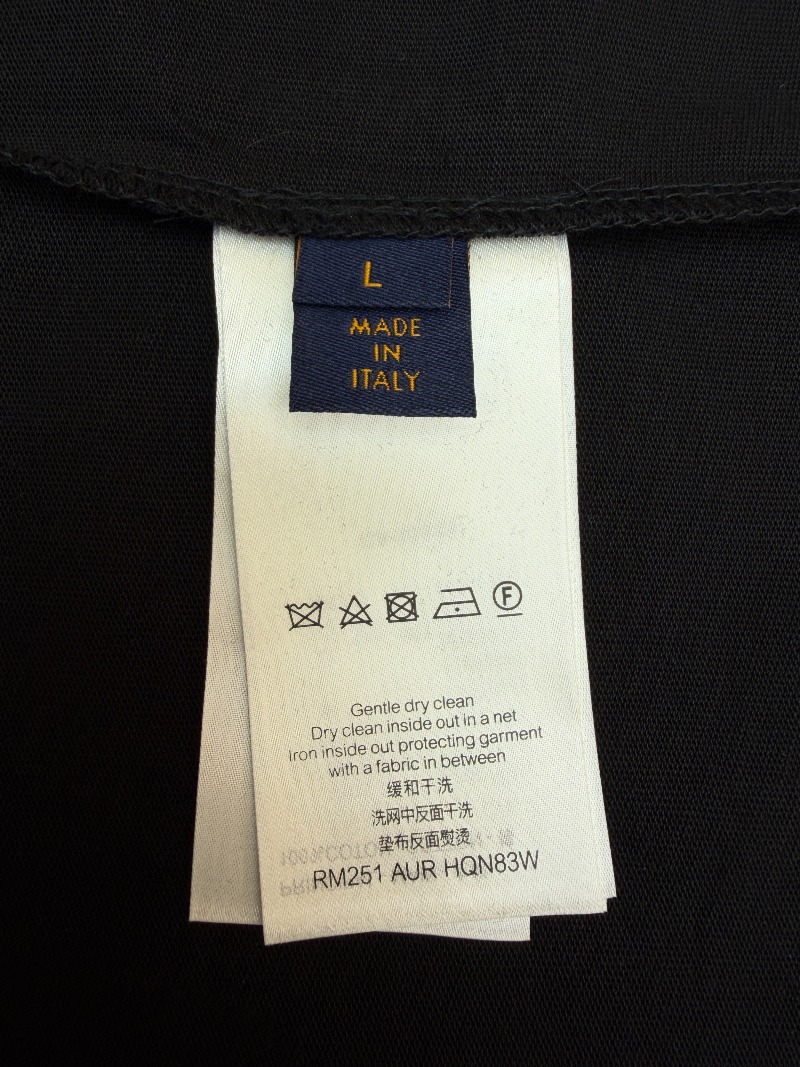 L
MADE
IN
ITALY
F
Gentle dry clean
Dry clean inside out in a net
Iron inside out protecting garment
with a fabric in between
缓和干洗
洗网中反面干洗
垫布反面熨烫
RM251 AUR HQN83W